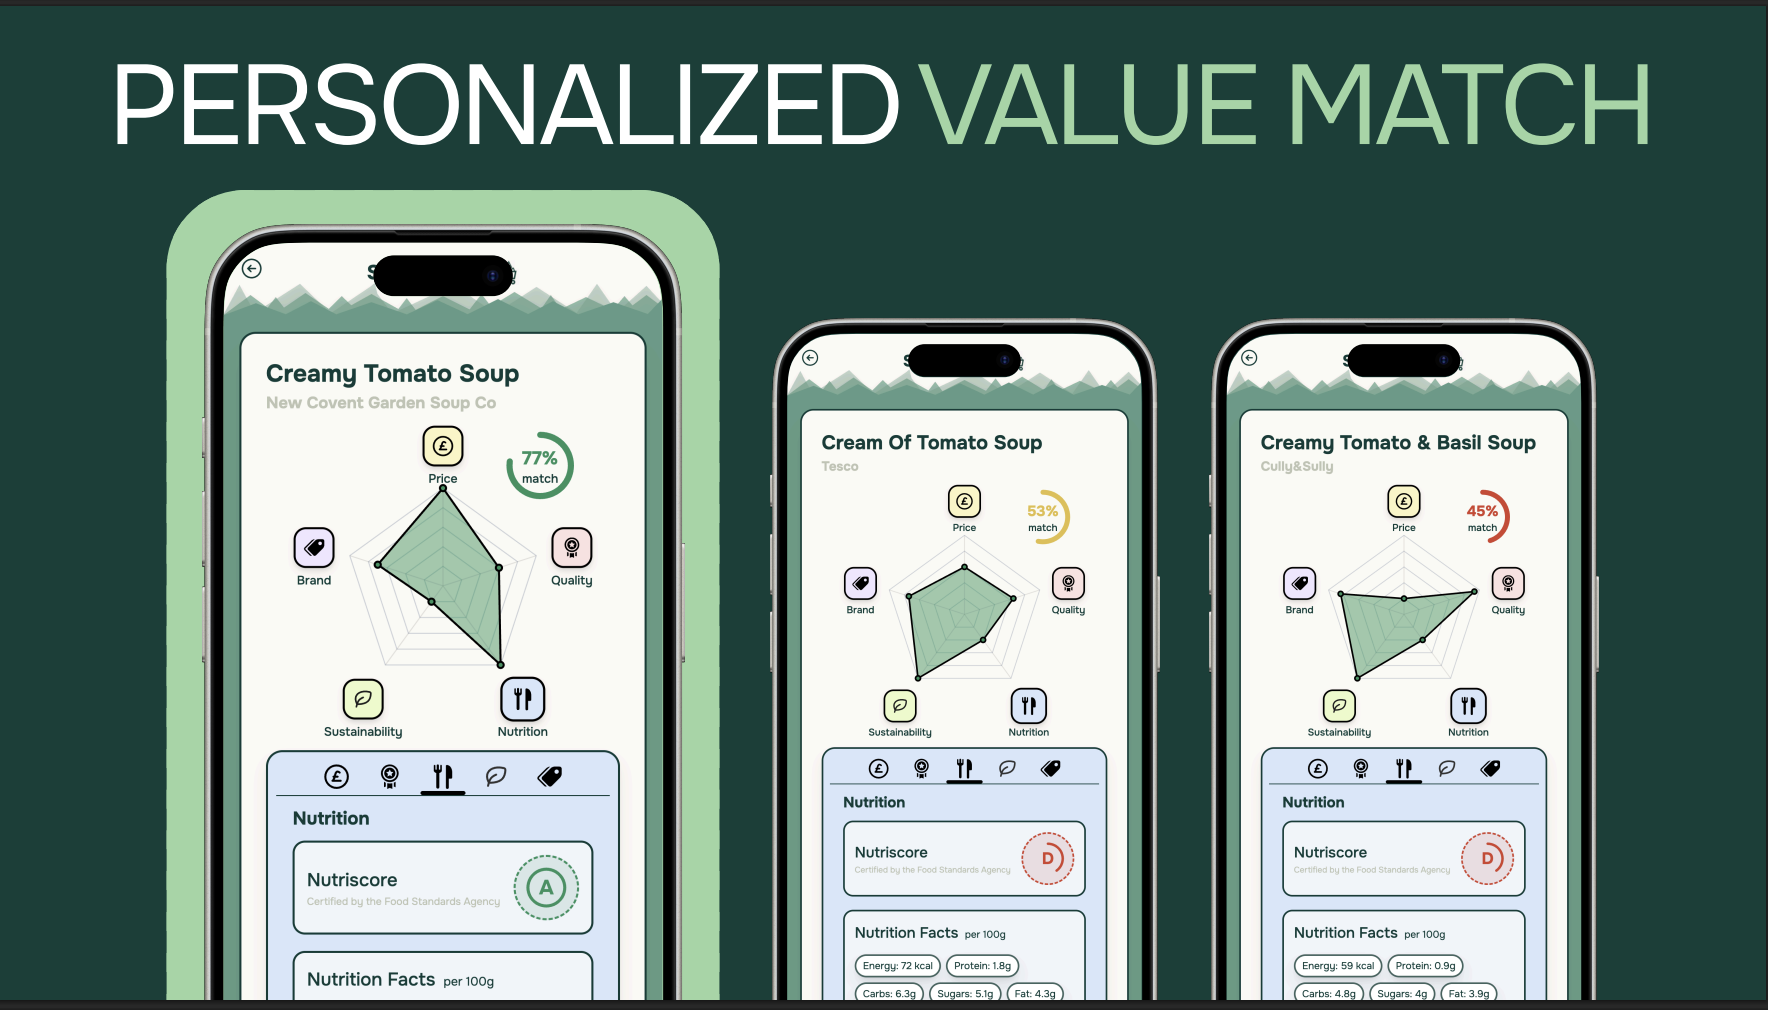 PERSONALIZED VALUE MATCH
Creamy Tomato Soup
New Covent Garden Soup Co
£
77%
match
Price
Brand
Quality
Sustainability
Nutrition
£
Nutrition
Nutriscore
Certified by the Food Standards Agency
A
Nutrition Facts per 100g
Cream Of Tomato Soup
Tesco
£
53%
match
Price
Brand
Quality
Sustainability
Nutrition
£
Nutrition
Nutriscore
Certified by the Food Standards Agency
D
Nutrition Facts per 100g
Energy: 72 kcal Protein: 1.8g
Carbs: 6.3g Sugars: 5.1g Fat: 4.3g
Creamy Tomato & Basil Soup
Cully&Sully
£
45%
match
Price
Brand
Quality
Sustainability
Nutrition
£
Nutrition
Nutriscore
Certified by the Food Standards Agency
D
Nutrition Facts per 100g
Energy: 59 kcal Protein: 0.9g
Carbs: 4.8g Sugars: 4g Fat: 3.9g